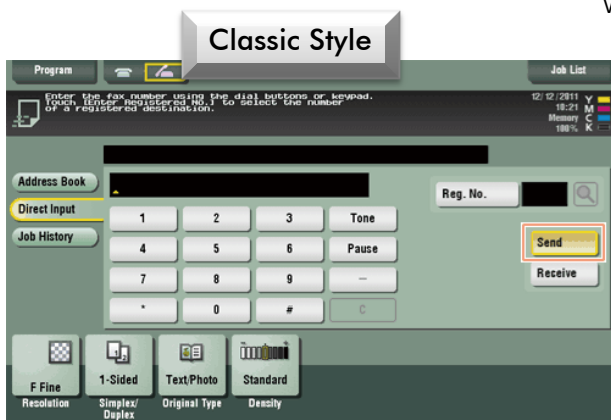 Classic Style
Program
Job List
Enter the fax number using the dial buttons or keypad.
Touch [Enter Registered NO.] to select the number
of a registered destination.
12/12/2011
10:21
Memory
100%
Y
M
C
K
Address Book
Direct Input
Job History
Reg. No.
1 2 3 Tone
4 5 6 Pause
7 8 9 –
* 0 # C
Send
Receive
F Fine
1-Sided
Text/Photo
Standard
Resolution
Simplex/
Duplex
Original Type
Density